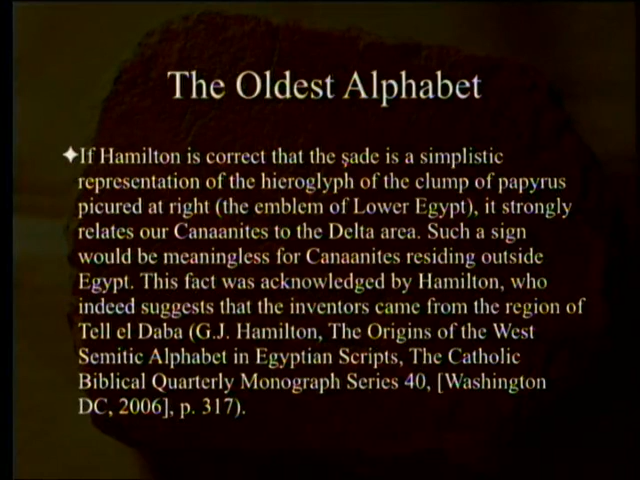 The Oldest Alphabet
✦If Hamilton is correct that the ṣade is a simplistic
representation of the hieroglyph of the clump of papyrus
picured at right (the emblem of Lower Egypt), it strongly
relates our Canaanites to the Delta area. Such a sign
would be meaningless for Canaanites residing outside
Egypt. This fact was acknowledged by Hamilton, who
indeed suggests that the inventors came from the region of
Tell el Daba (G.J. Hamilton, The Origins of the West
Semitic Alphabet in Egyptian Scripts, The Catholic
Biblical Quarterly Monograph Series 40, [Washington
DC, 2006], p. 317).